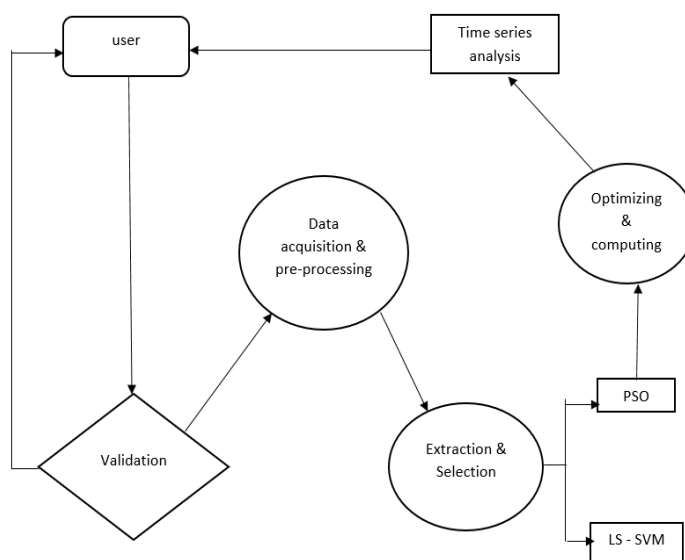 user
Time series
analysis
Data
acquisition &
pre-processing
Optimizing
&
computing
Validation
Extraction &
Selection
PSO
LS - SVM